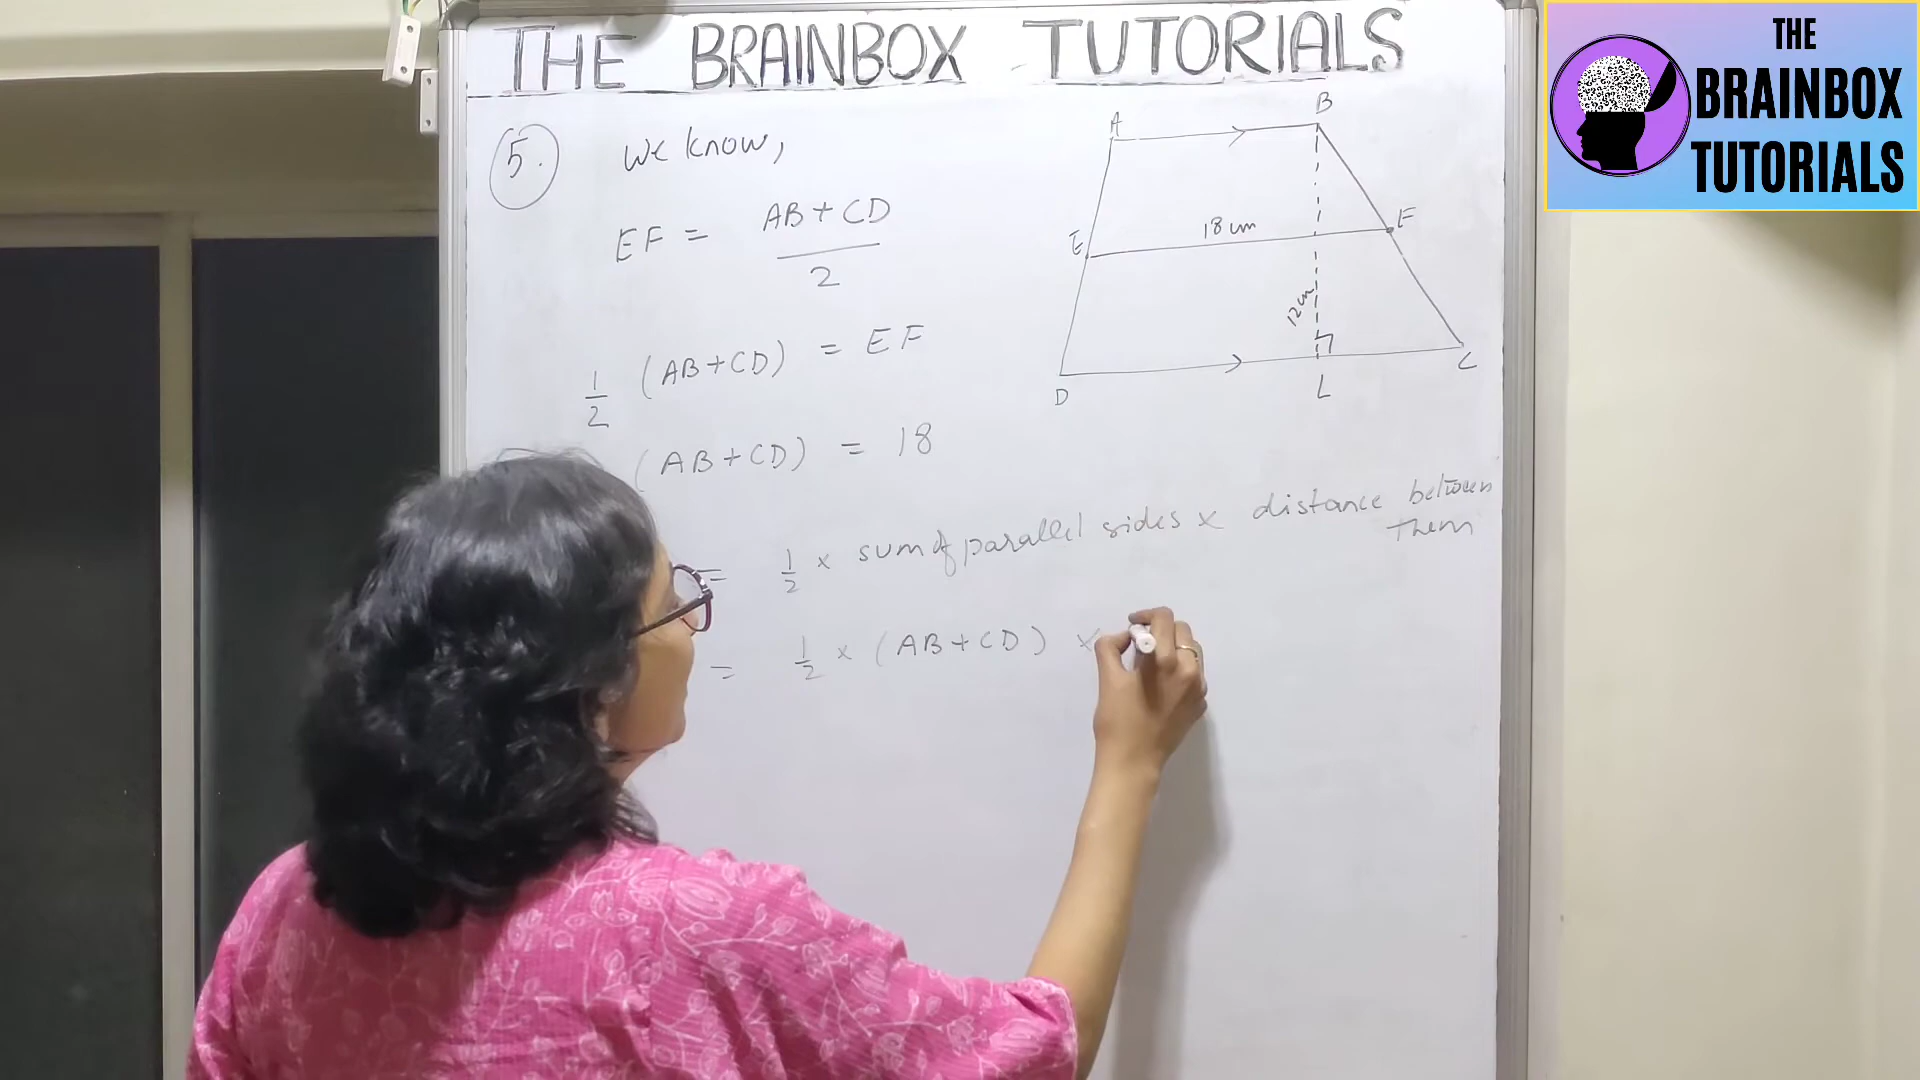 THE BRAINBOX TUTORIALS
THE
BRAINBOX
TUTORIALS
5. We know,
EF = AB + CD
2
1/2 (AB+CD) = EF
(AB+CD) = 18
= 1/2 × sum of parallel sides × distance between
them
= 1/2 × (AB+CD) ×
A
B
E
18 cm
F
12 cm
D
L
C